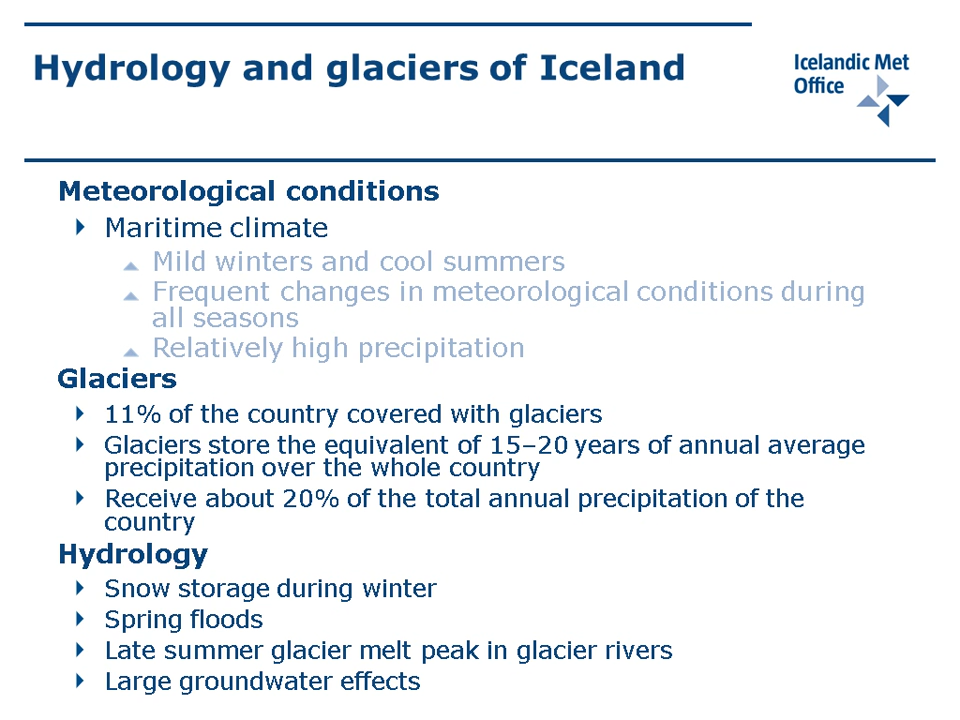 Hydrology and glaciers of Iceland
Icelandic Met
Office
Meteorological conditions
Maritime climate
Mild winters and cool summers
Frequent changes in meteorological conditions during
all seasons
Relatively high precipitation
Glaciers
11% of the country covered with glaciers
Glaciers store the equivalent of 15–20 years of annual average
precipitation over the whole country
Receive about 20% of the total annual precipitation of the
country
Hydrology
Snow storage during winter
Spring floods
Late summer glacier melt peak in glacier rivers
Large groundwater effects